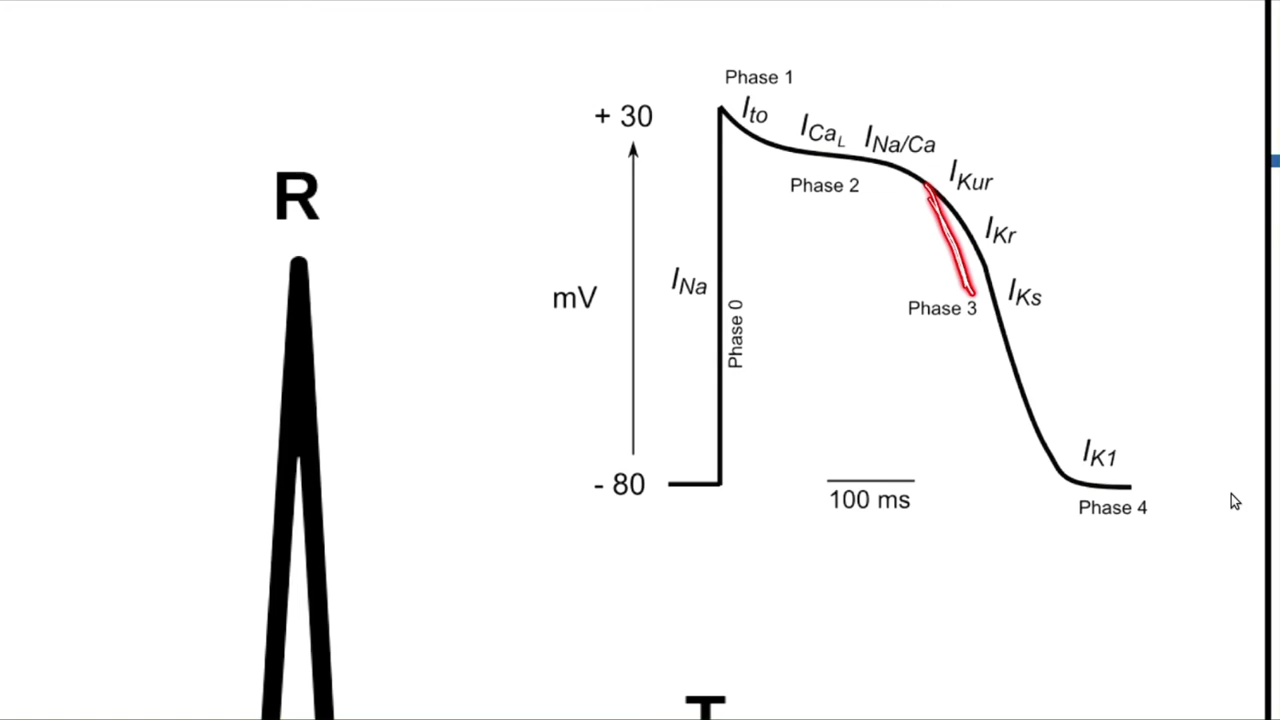 Phase 1
+ 30
Ito
ICaL
INa/Ca
IKur
Phase 2
R
IKr
INa
mV
IKs
Phase 3
Phase 0
IK1
- 80
100 ms
Phase 4
T